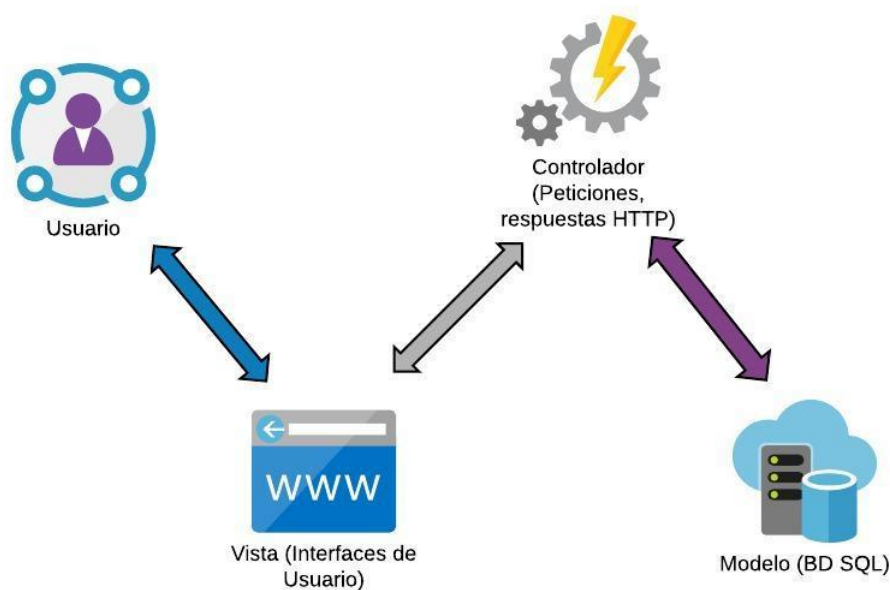 Usuario
Controlador
(Peticiones,
respuestas HTTP)
www
Vista (Interfaces de
Usuario)
Modelo (BD SQL)